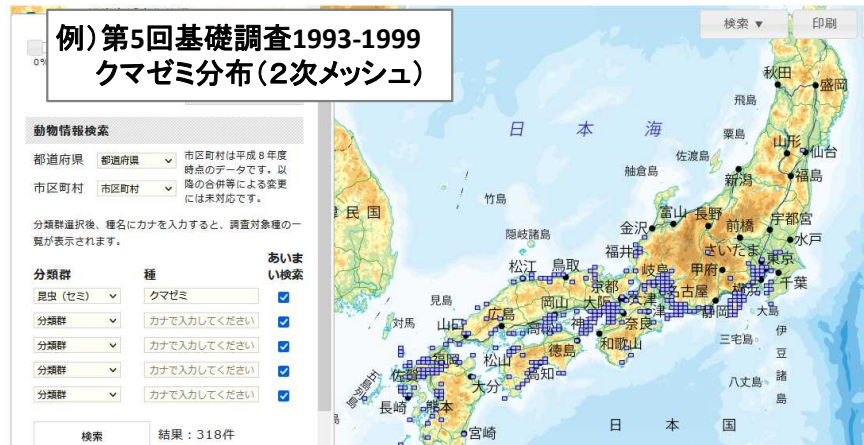 例）第5回基礎調査1993-1999
クマゼミ分布（２次メッシュ）
0%
動物情報検索
都道府県 都道府県
市区町村 市区町村
市区町村は平成８年度
時点のデータです。以
降の合併等による変更
には未対応です。
分類群選択後、種名にカナを入力すると、調査対象種の一
覧が表示されます。
分類群 種 あいま
い検索
昆虫（セミ） クマゼミ
分類群 カナで入力してください
分類群 カナで入力してください
分類群 カナで入力してください
分類群 カナで入力してください
検索 結果：318件
検索 ▼ 印刷
秋田
盛岡
飛島
日 本 海
粟島
山形
仙台
佐渡島
舳倉島
新潟
福島
竹島
民 国
富山 長野
金沢
前橋
宇都宮
隠岐諸島
福井
さいたま
水戸
松江 鳥取
岐阜
甲府
東京
京都
千葉
見島
岡山 大阪 大津
名古屋
横浜
広島
津
静岡
大島
対馬
山口
高松
神戸
奈良
三宅島
伊
福岡 松山
徳島
和歌山
豆
佐賀
高知
八丈島
諸
大分
島
五島列島
長崎 熊本
宮崎
日 本 国